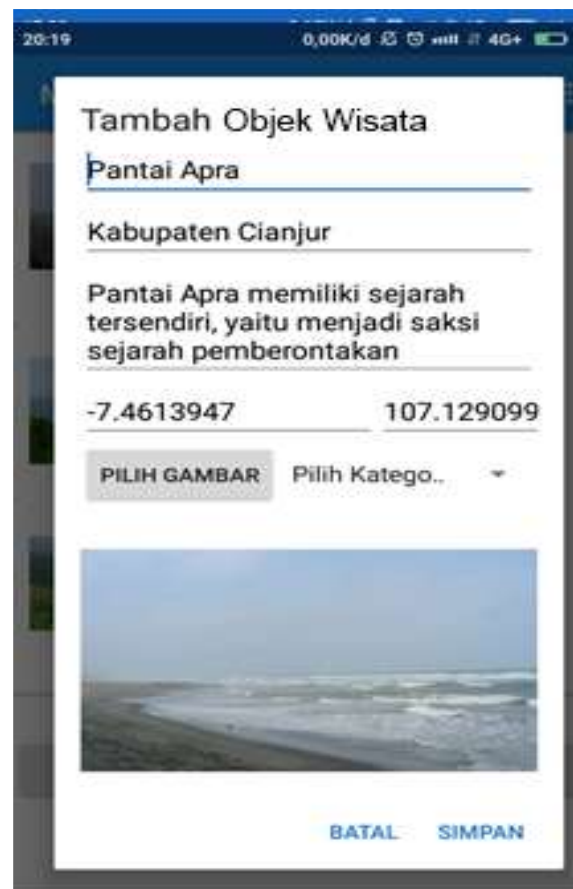 20:19 0,00K/d 4G+
Tambah Objek Wisata
Pantai Apra
Kabupaten Cianjur
Pantai Apra memiliki sejarah
tersendiri, yaitu menjadi saksi
sejarah pemberontakan
-7.4613947 107.129099
PILIH GAMBAR Pilih Katego..
BATAL SIMPAN